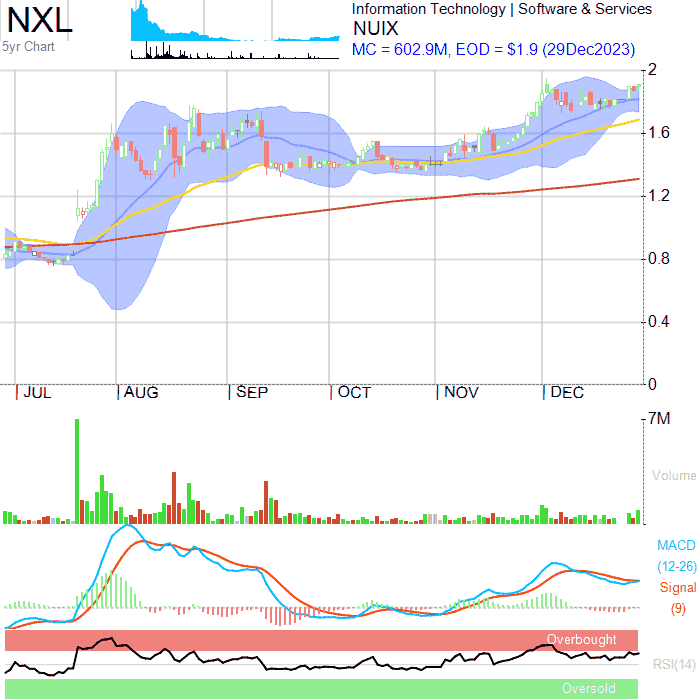 NXL
5yr Chart
Information Technology | Software & Services
NUIX
MC = 602.9M, EOD = $1.9 (29Dec2023)
2
1.6
1.2
0.8
0.4
0
JUL AUG SEP OCT NOV DEC
7M
Volume
MACD
(12-26)
Signal
(9)
Overbought
RSI(14)
Oversold